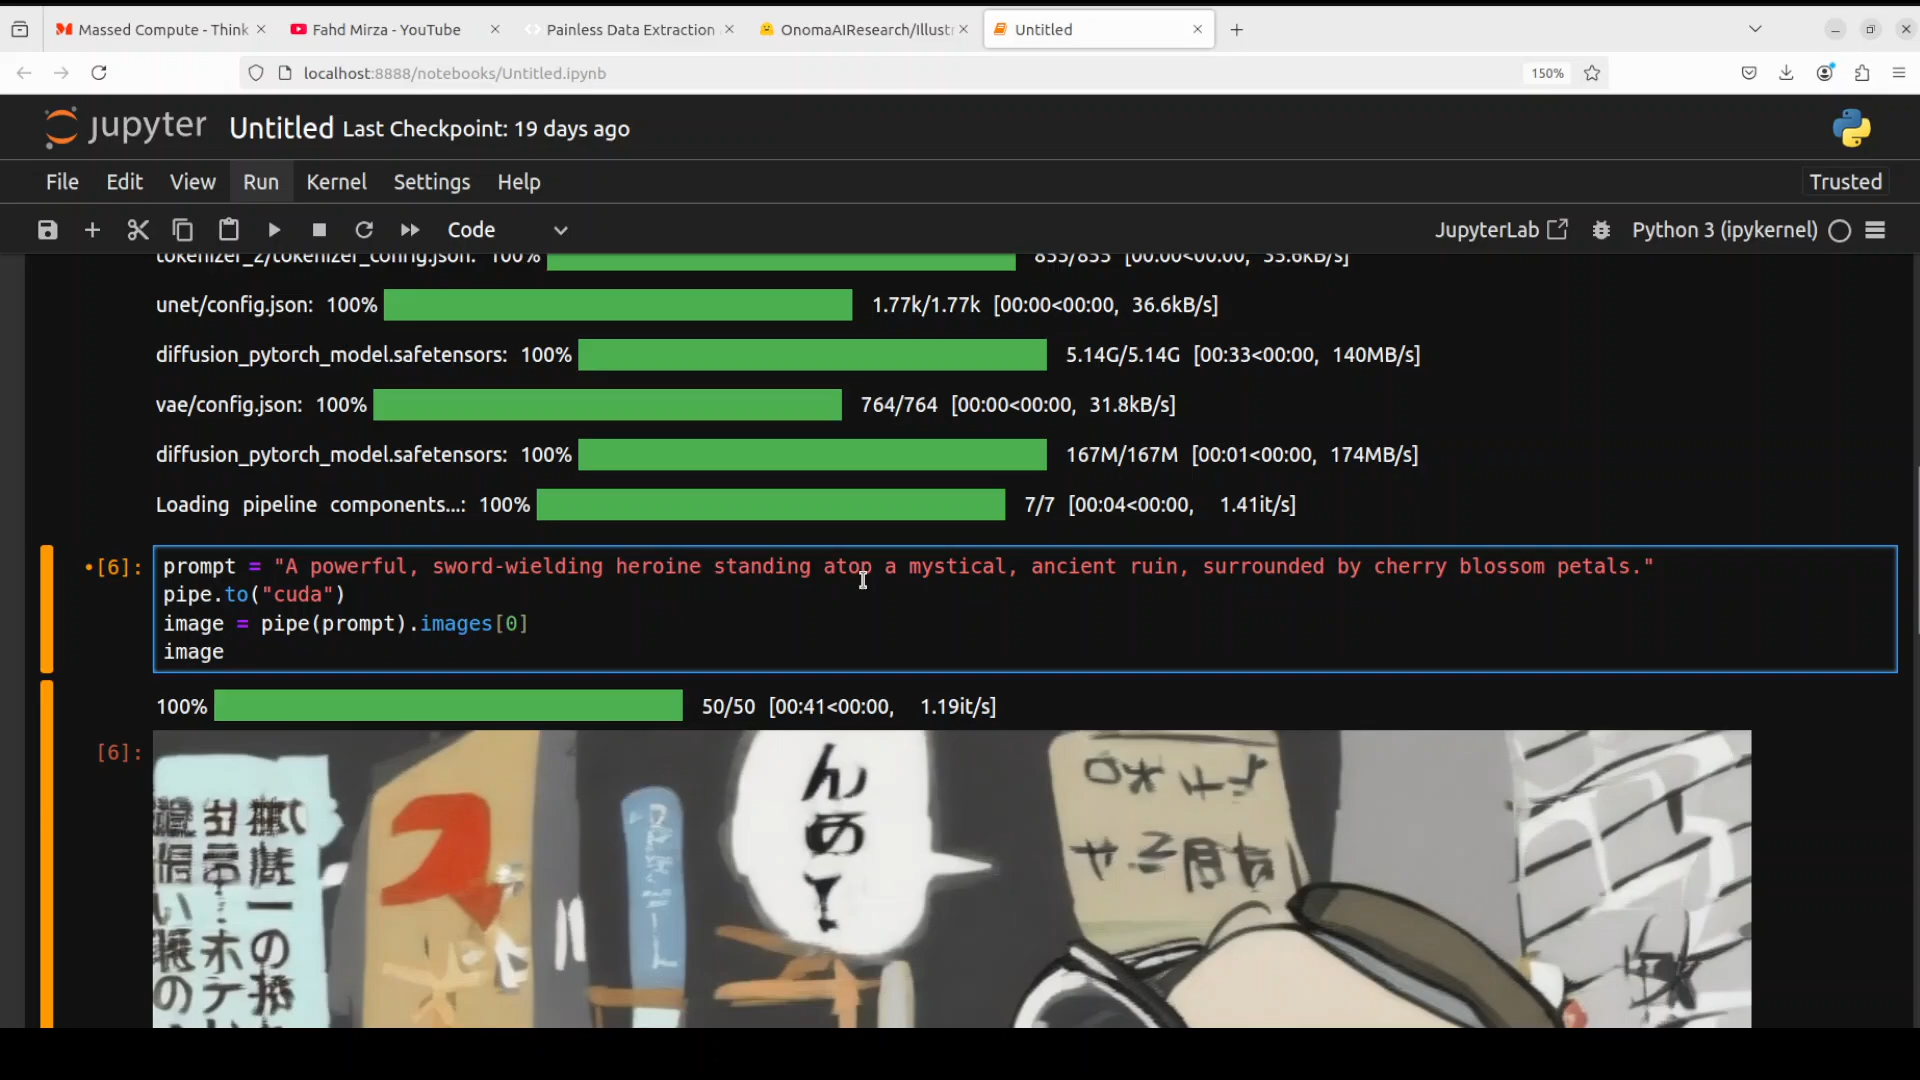 Massed Compute - Think
Fahd Mirza - YouTube
Painless Data Extraction
OnomaAIResearch/Illust
Untitled
localhost:8888/notebooks/Untitled.ipynb
150%
jupyter
Untitled Last Checkpoint: 19 days ago
File Edit View Run Kernel Settings Help
Trusted
Code
JupyterLab
Python 3 (ipykernel)
tokenizer_2/tokenizer_config.json: 100%
unet/config.json: 100% 1.77k/1.77k [00:00<00:00, 36.6kB/s]
diffusion_pytorch_model.safetensors: 100% 5.14G/5.14G [00:33<00:00, 140MB/s]
vae/config.json: 100% 764/764 [00:00<00:00, 31.8kB/s]
diffusion_pytorch_model.safetensors: 100% 167M/167M [00:01<00:00, 174MB/s]
Loading pipeline components...: 100% 7/7 [00:04<00:00, 1.41it/s]
•[6]: prompt = "A powerful, sword-wielding heroine standing atop a mystical, ancient ruin, surrounded by cherry blossom petals."
pipe.to("cuda")
image = pipe(prompt).images[0]
image
100% 50/50 [00:41<00:00, 1.19it/s]
[6]: